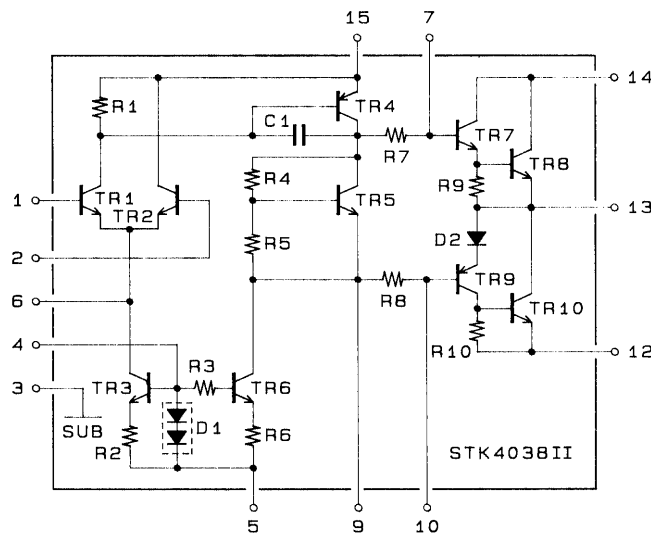 15 7
14
R1 TR4
C1 TR7
R7 TR8
R4 R9
1 TR1 TR2 TR5 13
2 R5 D2
6 R8 TR9
TR10
4 R10
R3 12
3 TR3 TR6
SUB D1
R2 R6 STK4038II
5 9 10